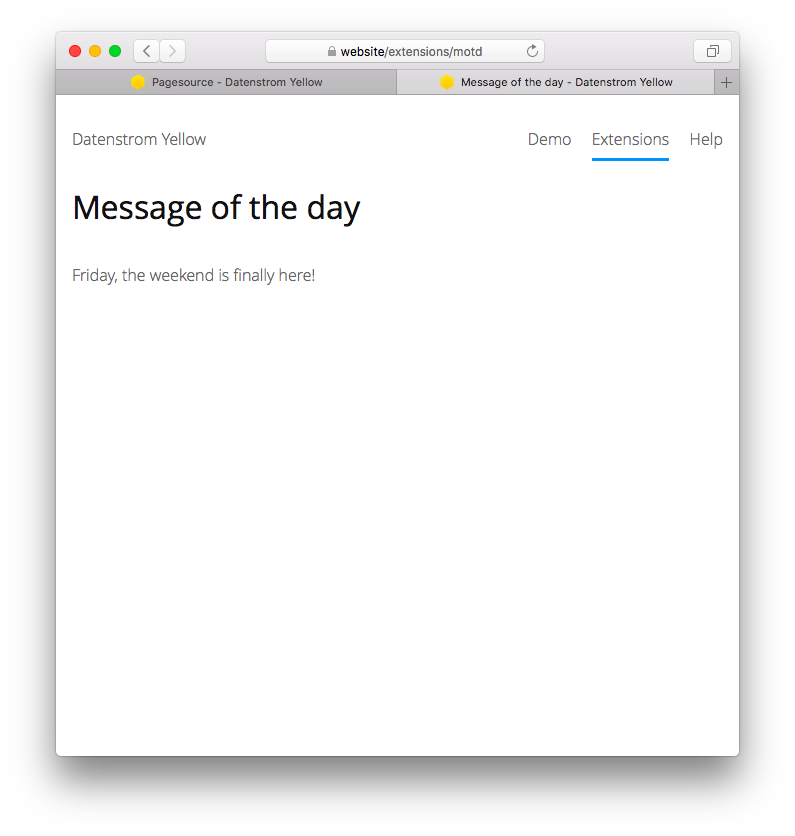 website/extensions/motd
Pagesource - Datenstrom Yellow
Message of the day - Datenstrom Yellow
Datenstrom Yellow
Demo
Extensions
Help
Message of the day
Friday, the weekend is finally here!